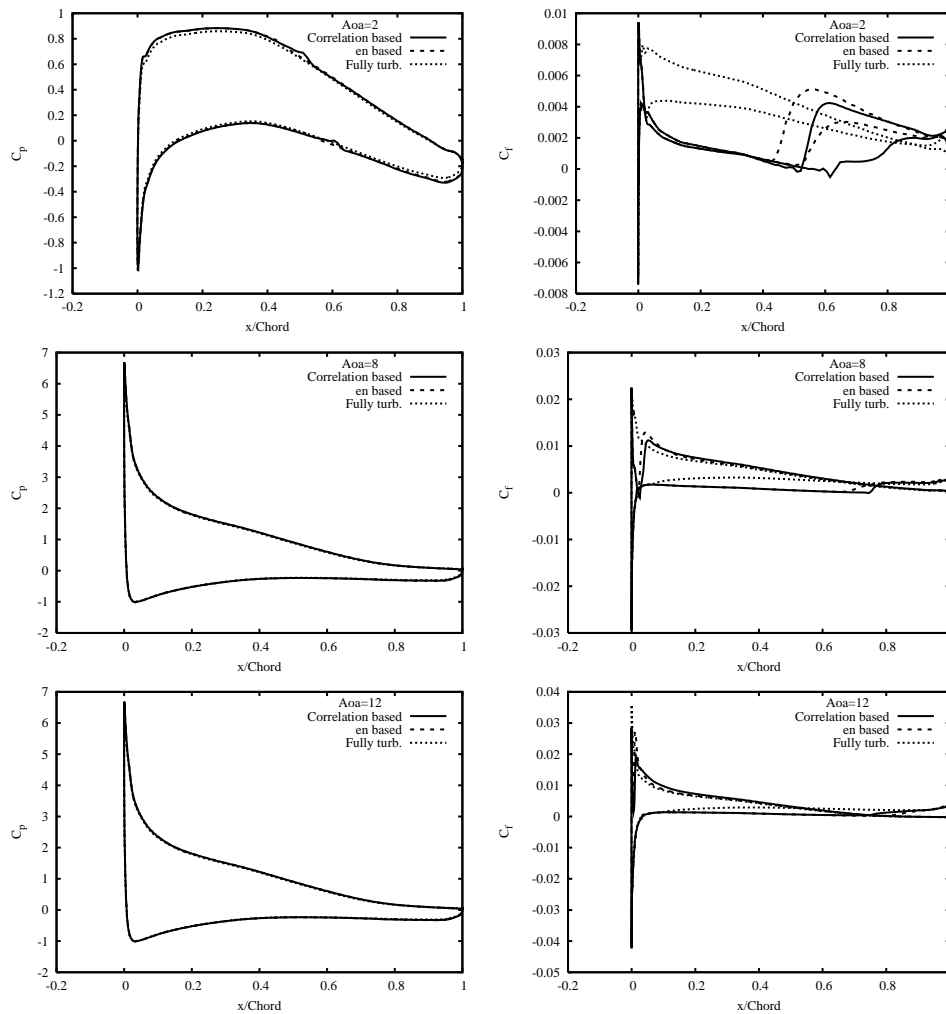 Aoa=2
Correlation based
en based
Fully turb.
1
0.8
0.6
0.4
0.2
0
-0.2
-0.4
-0.6
-0.8
-1
-1.2
-0.2 0 0.2 0.4 0.6 0.8 1
x/Chord
Cp
Aoa=2
Correlation based
en based
Fully turb.
0.010
0.008
0.006
0.004
0.002
0
-0.002
-0.004
-0.006
-0.008
-0.2 0 0.2 0.4 0.6 0.8
x/Chord
Cf
Aoa=8
Correlation based
en based
Fully turb.
7
6
5
4
3
2
1
0
-1
-2
-0.2 0 0.2 0.4 0.6 0.8 1
x/Chord
Cp
Aoa=8
Correlation based
en based
Fully turb.
0.03
0.02
0.01
0
-0.01
-0.02
-0.03
-0.2 0 0.2 0.4 0.6 0.8
x/Chord
Cf
Aoa=12
Correlation based
en based
Fully turb.
7
6
5
4
3
2
1
0
-1
-2
-0.2 0 0.2 0.4 0.6 0.8 1
x/Chord
Cp
Aoa=12
Correlation based
en based
Fully turb.
0.04
0.03
0.02
0.01
0
-0.01
-0.02
-0.03
-0.04
-0.05
-0.2 0 0.2 0.4 0.6 0.8
x/Chord
Cf